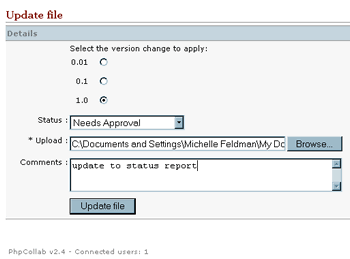 Update file
Details
Select the version change to apply:
0.01
0.1
1.0
Status : Needs Approval
* Upload : C:\Documents and Settings\Michelle Feldman\My Dc Browse...
Comments : update to status report
Update file
PhpCollab v2.4 - Connected users: 1